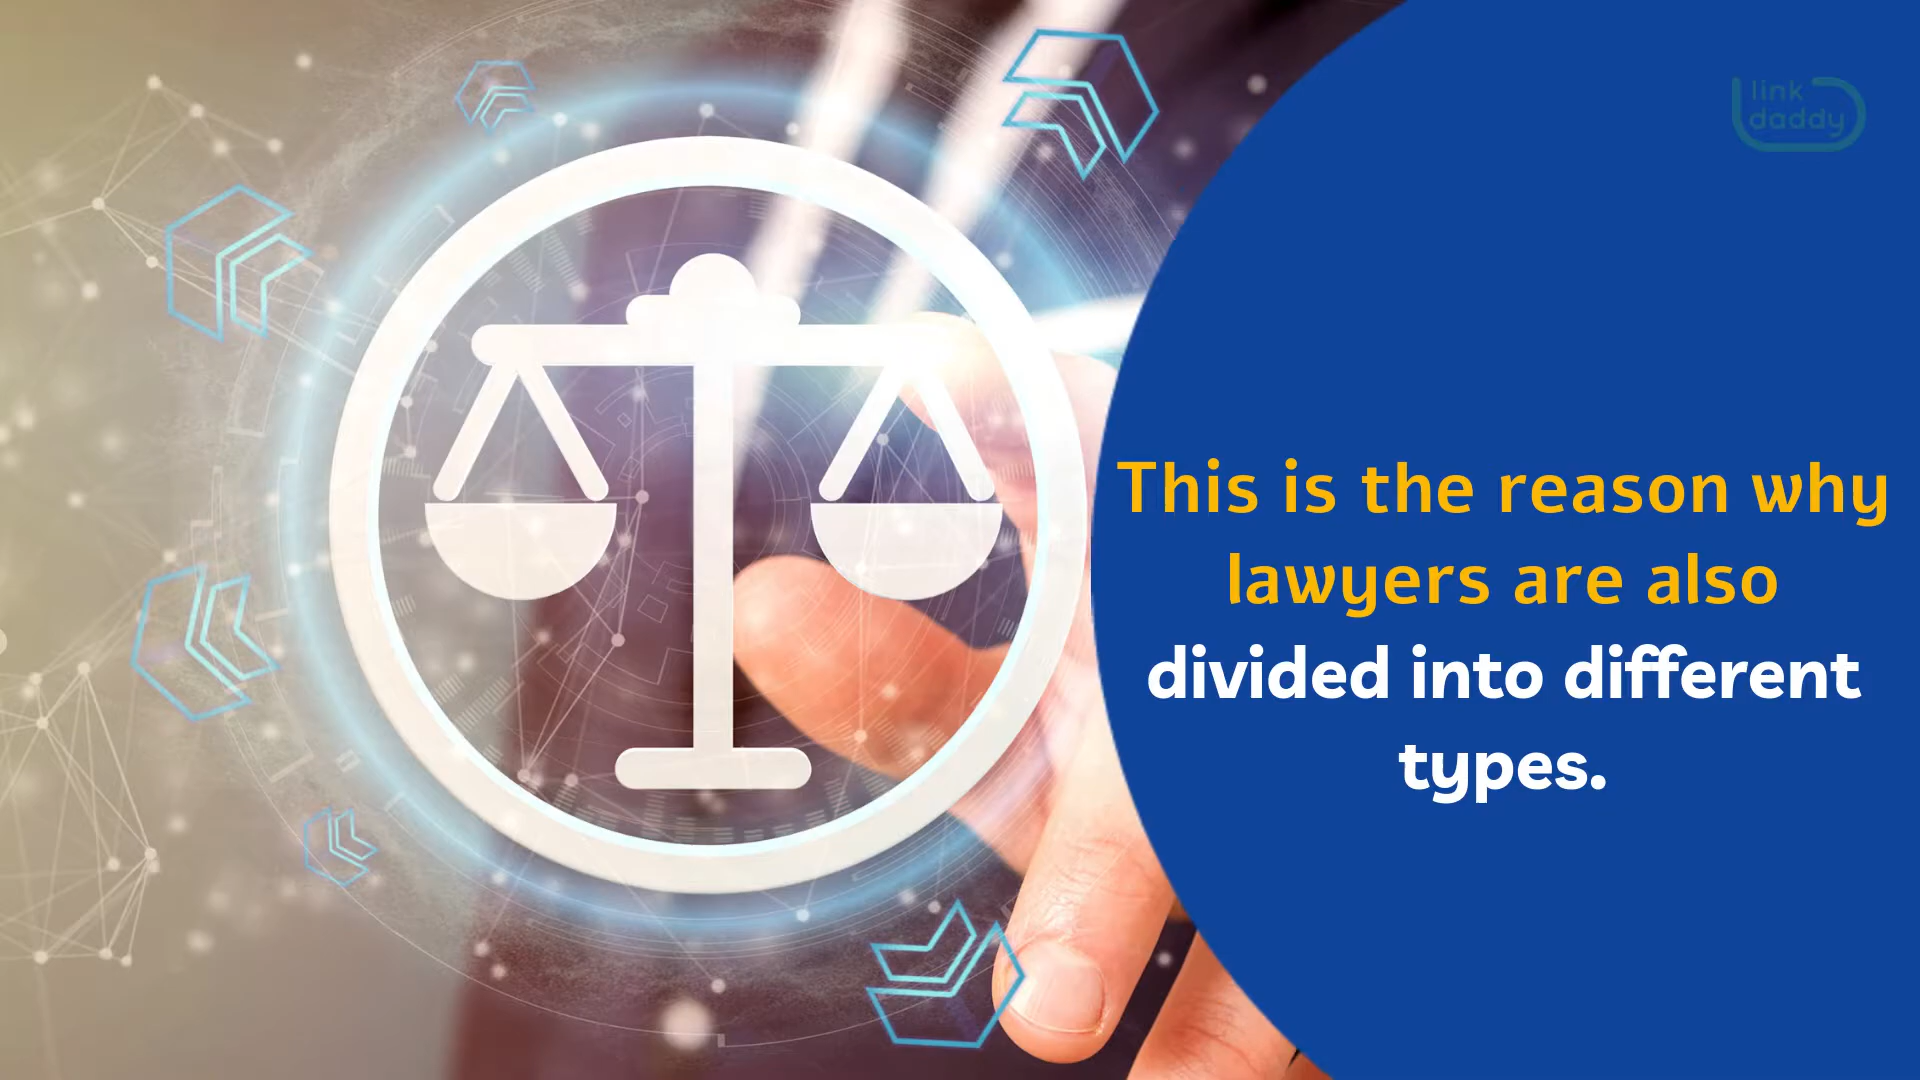 link
daddy
This is the reason why
lawyers are also
divided into different
types.